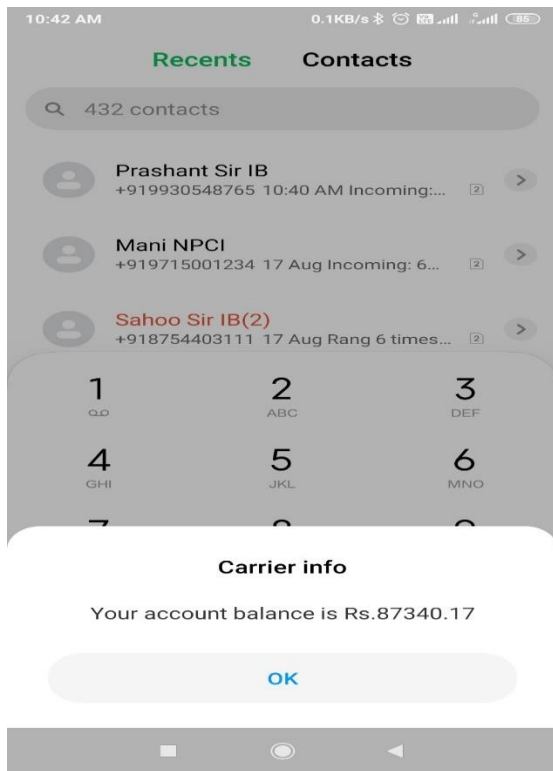 10:42 AM 0.1KB/s 85
Recents Contacts
432 contacts
Prashant Sir IB
+919930548765 10:40 AM Incoming:... 2
Mani NPCI
+919715001234 17 Aug Incoming: 6... 2
Sahoo Sir IB(2)
+918754403111 17 Aug Rang 6 times... 2
1 2 3
ABC DEF
4 5 6
GHI JKL MNO
Carrier info
Your account balance is Rs.87340.17
OK